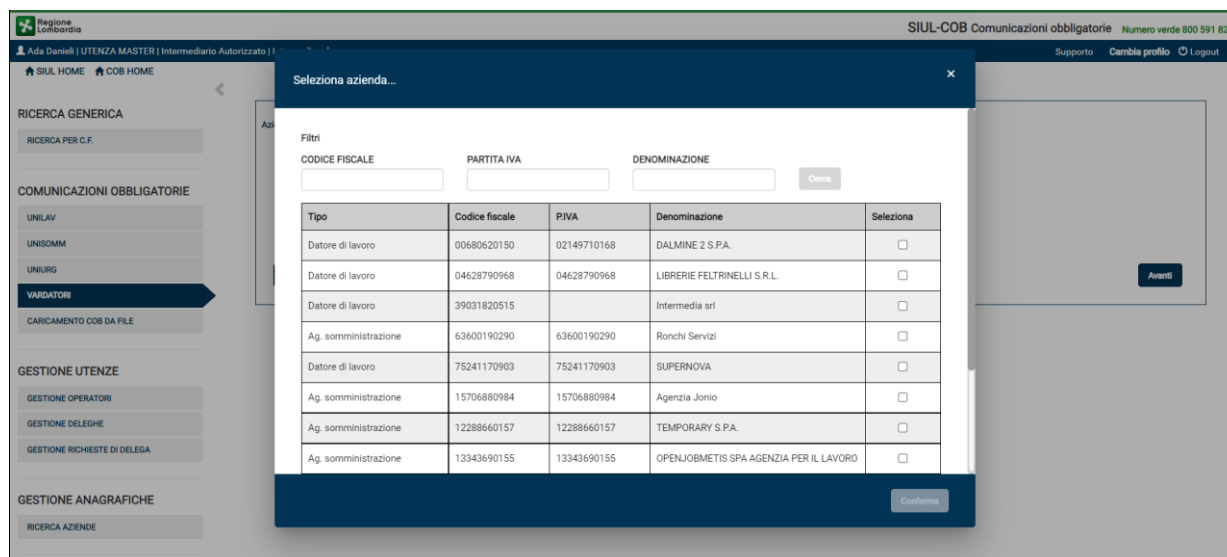 Regione
Lombardia
SIUL-COB Comunicazioni obbligatorie Numero verde 800 591 82
Ada Danieli | UTENZA MASTER | Intermediario Autorizzato |
Supporto Cambia profilo Logout
SIUL HOME COB HOME
Seleziona azienda...
×
RICERCA GENERICA
RICERCA PER C.F.
Azi
Filtri
CODICE FISCALE PARTITA IVA DENOMINAZIONE
Cerca
COMUNICAZIONI OBBLIGATORIE
UNILAV
UNISOMM
UNIURG
VARDATORI
CARICAMENTO COB DA FILE
Tipo Codice fiscale P.IVA Denominazione Seleziona
Datore di lavoro 00680620150 02149710168 DALMINE 2 S.P.A.
Datore di lavoro 04628790968 04628790968 LIBRERIE FELTRINELLI S.R.L.
Datore di lavoro 39031820515 Intermedia srl
Ag. somministrazione 63600190290 63600190290 Ronchi Servizi
Datore di lavoro 75241170903 75241170903 SUPERNOVA
Ag. somministrazione 15706880984 15706880984 Agenzia Jonio
Ag. somministrazione 12288660157 12288660157 TEMPORARY S.P.A.
Ag. somministrazione 13343690155 13343690155 OPENJOBMETIS SPA AGENZIA PER IL LAVORO
Avanti
GESTIONE UTENZE
GESTIONE OPERATORI
GESTIONE DELEGHE
GESTIONE RICHIESTE DI DELEGA
Conferma
GESTIONE ANAGRAFICHE
RICERCA AZIENDE